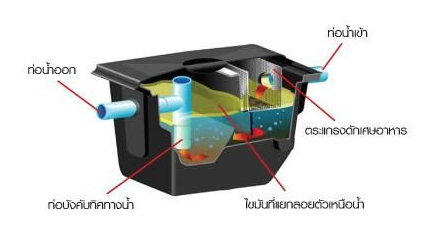 ท่อน้ำเข้า
ท่อน้ำออก
ตระแกรงดักเศษอาหาร
ท่อบังคับทิศทางน้ำ
ไขมันที่แยกลอยตัวเหนือน้ำ